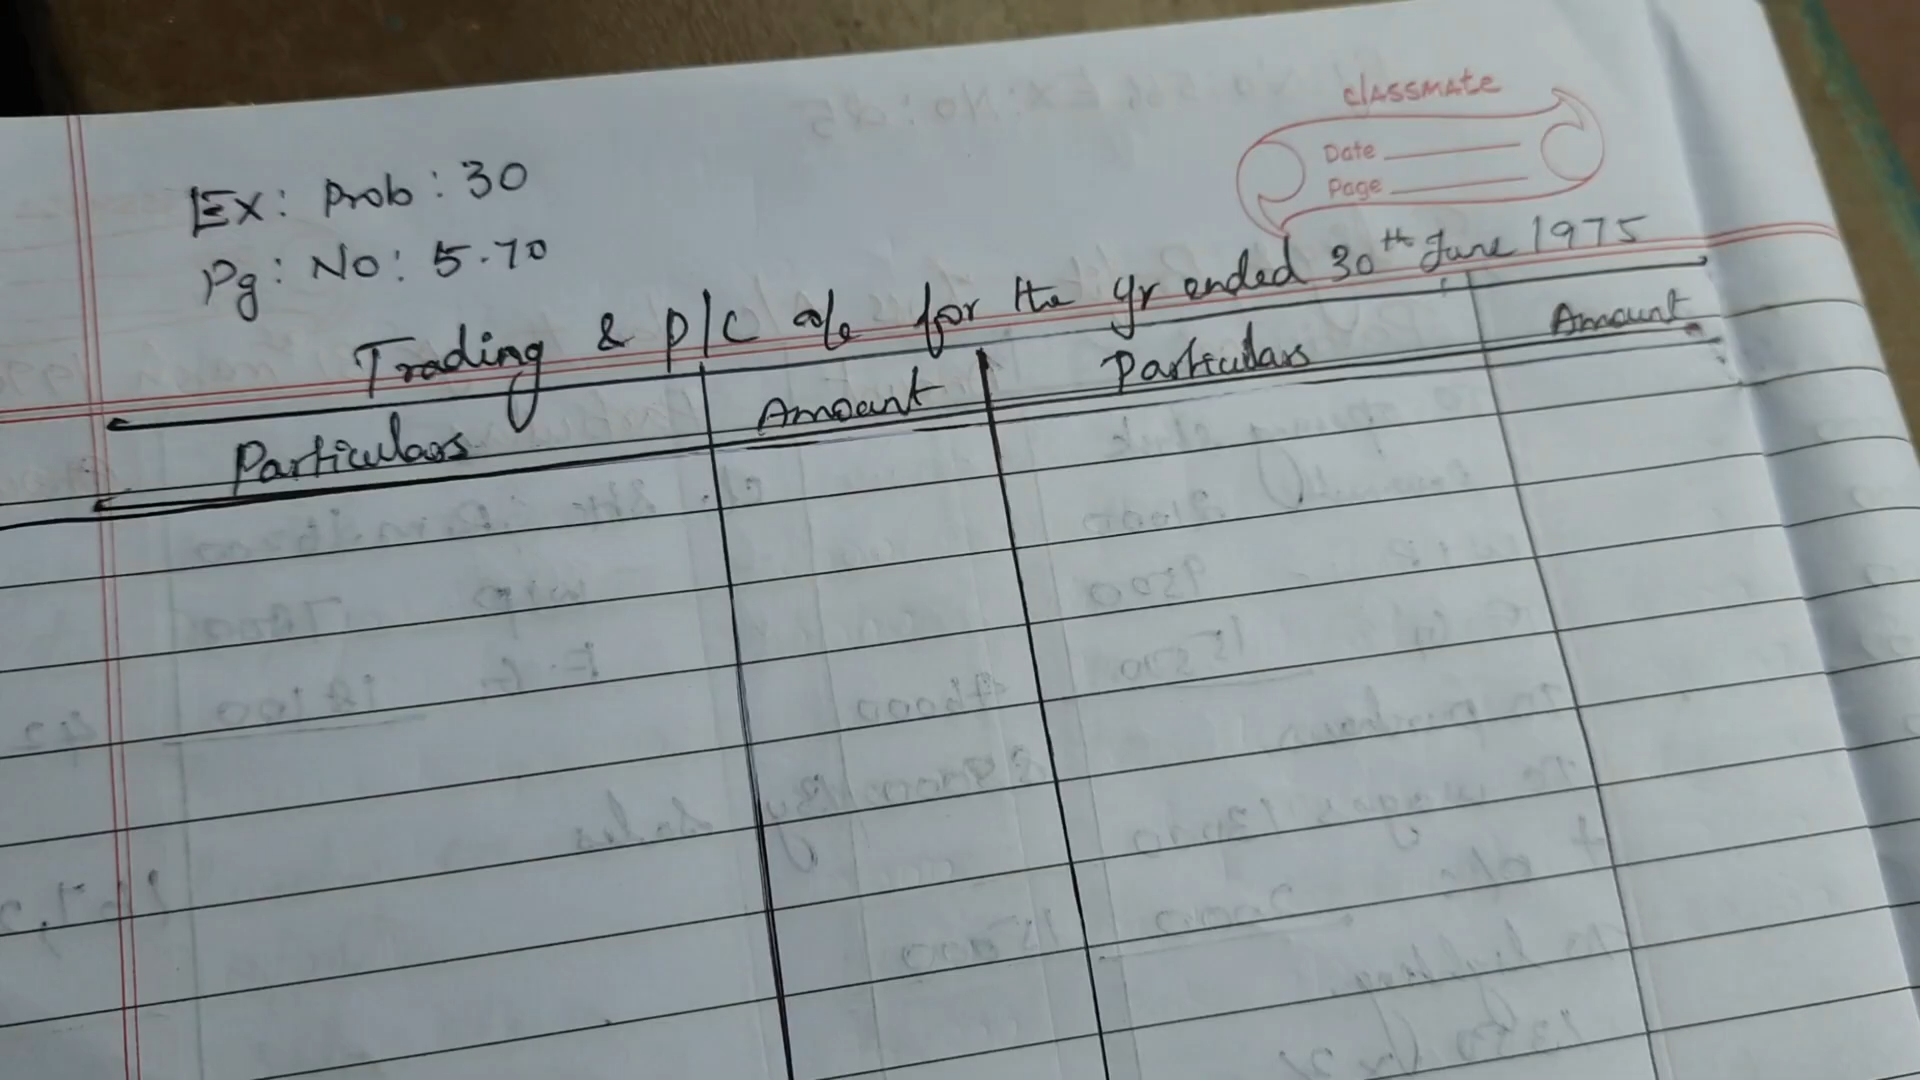 classmate
Date
Page
Ex: Prob: 30
Pg: No: 5.70
Trading & P/L a/c for the yr ended 30th June 1975
Particulars Amount Particulars Amount